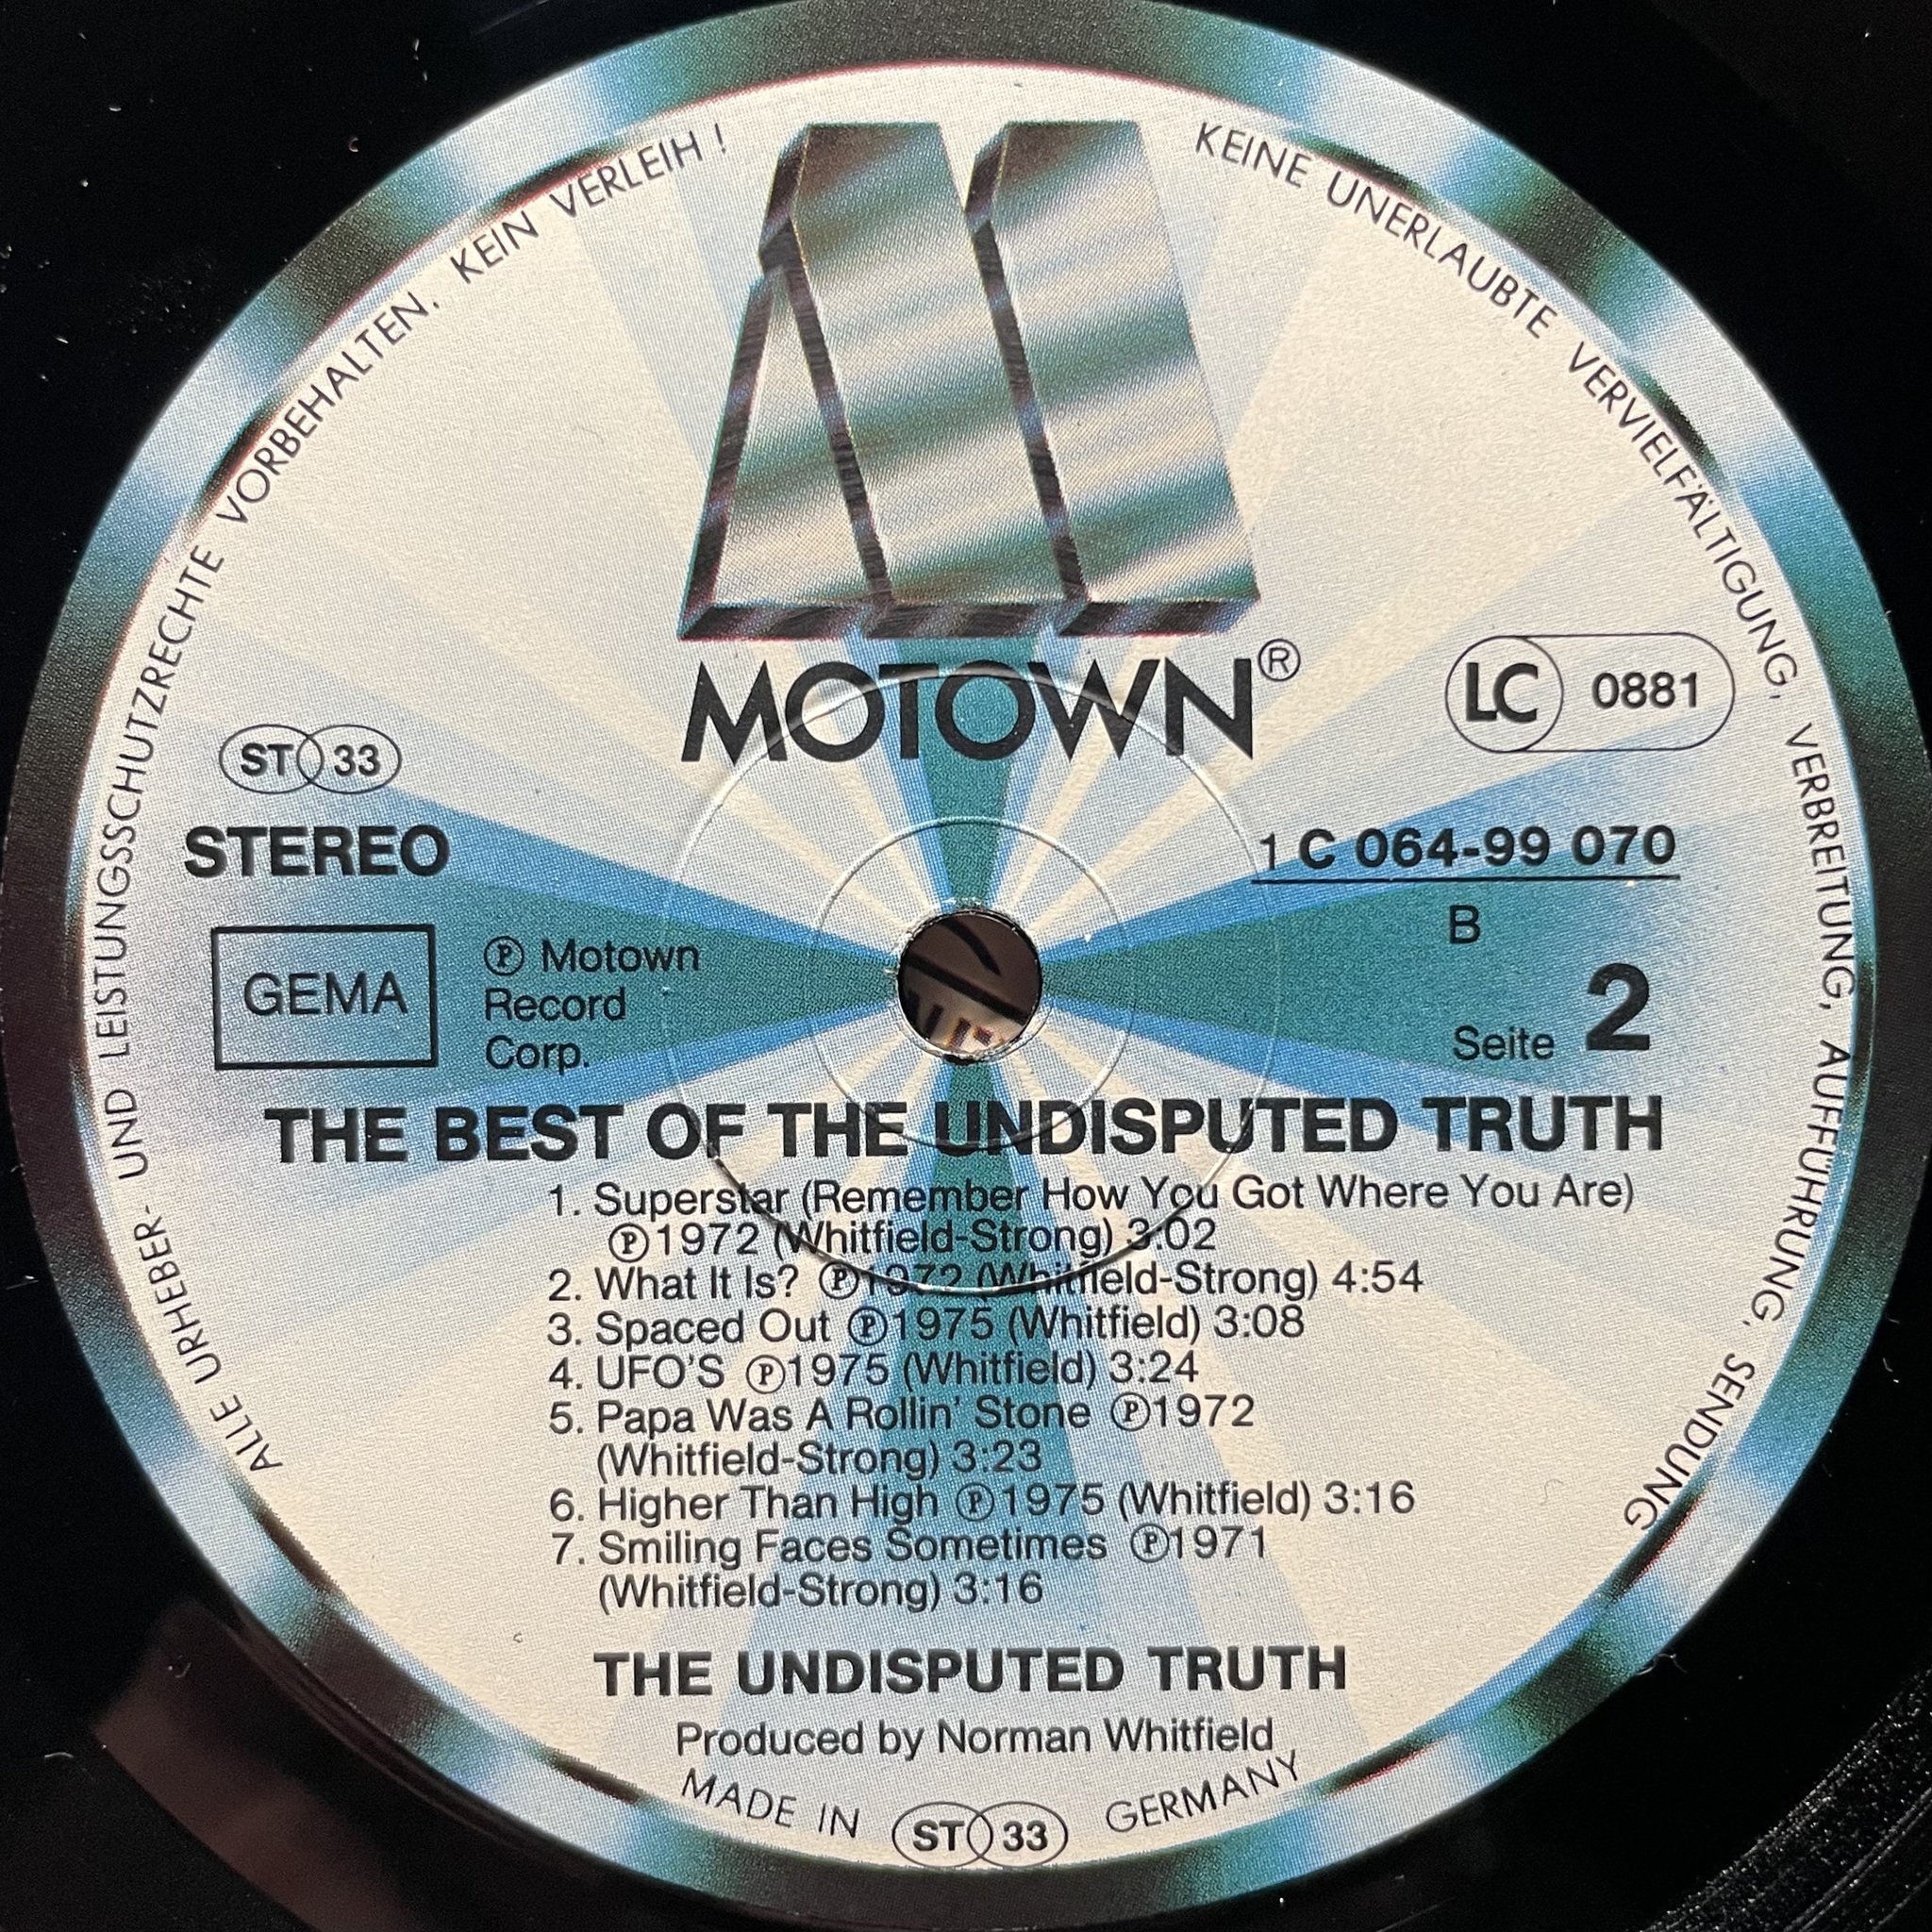 ALLE URHEBER- UND LEISTUNGSSCHUTZRECHTE VORBEHALTEN. KEIN VERLEIH !
KEINE UNERLAUBTE VERVIELFÄLTIGUNG, VERBREITUNG, AUFFÜHRUNG, SENDUNG
MOTOWN®
LC 0881
ST 33
STEREO
1 C 064-99 070
B
GEMA
℗ Motown
Record
Corp.
Seite 2
THE BEST OF THE UNDISPUTED TRUTH
1. Superstar (Remember How You Got Where You Are)
℗1972 (Whitfield-Strong) 3:02
2. What It Is? ℗1972 (Whitfield-Strong) 4:54
3. Spaced Out ℗1975 (Whitfield) 3:08
4. UFO'S ℗1975 (Whitfield) 3:24
5. Papa Was A Rollin' Stone ℗1972
(Whitfield-Strong) 3:23
6. Higher Than High ℗1975 (Whitfield) 3:16
7. Smiling Faces Sometimes ℗1971
(Whitfield-Strong) 3:16
THE UNDISPUTED TRUTH
Produced by Norman Whitfield
MADE IN ST 33 GERMANY